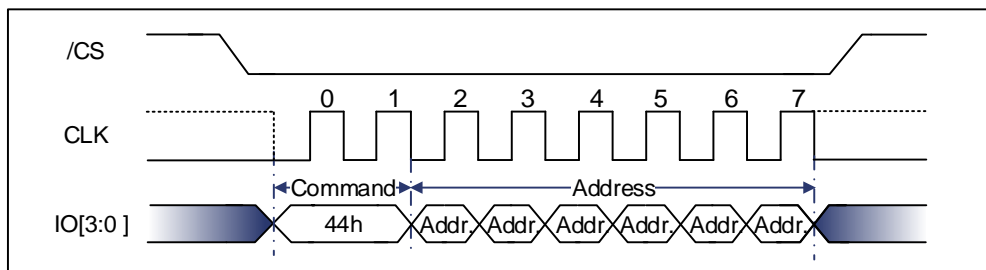 /CS
0 1 2 3 4 5 6 7
CLK
Command Address
IO[3:0 ] 44h Addr. Addr. Addr. Addr. Addr. Addr.